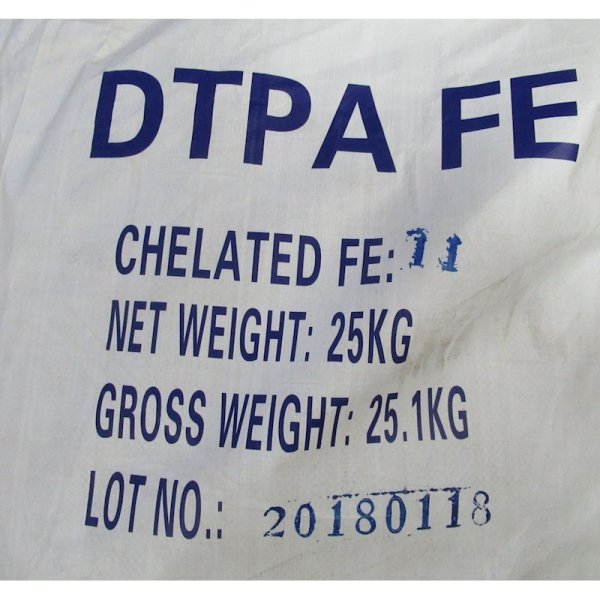 DTPA FE
CHELATED FE: 11
NET WEIGHT: 25KG
GROSS WEIGHT: 25.1KG
LOT NO.: 20180118